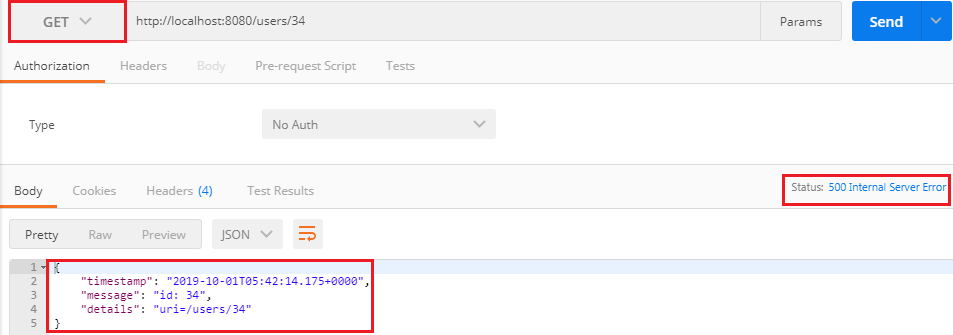 GET http://localhost:8080/users/34 Params Send
Authorization Headers Body Pre-request Script Tests
Type No Auth
Body Cookies Headers (4) Test Results Status: 500 Internal Server Error
Pretty Raw Preview JSON
1 {
2 "timestamp": "2019-10-01T05:42:14.175+0000",
3 "message": "id: 34",
4 "details": "uri=/users/34"
5 }